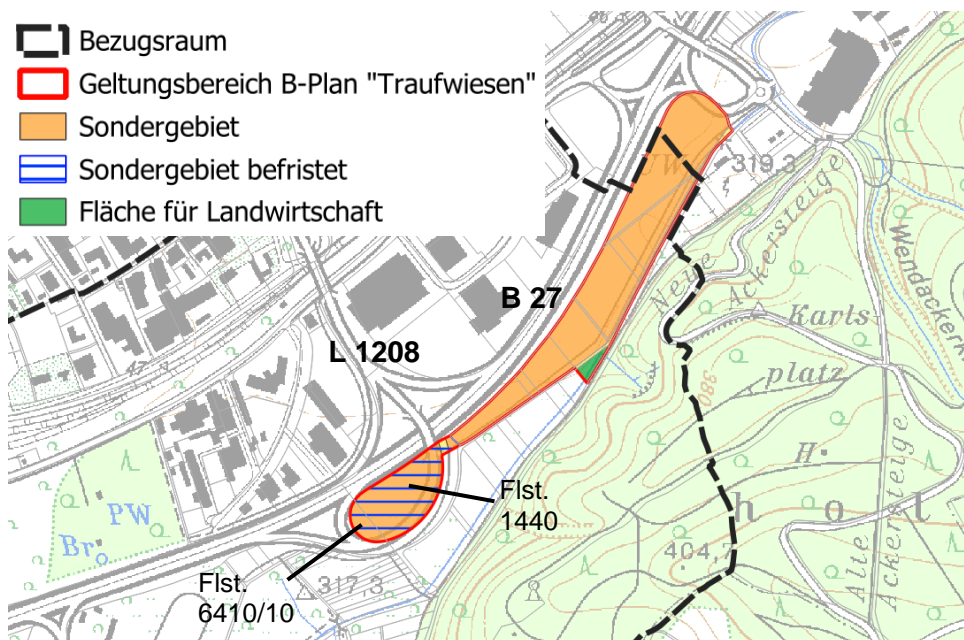 Bezugsraum
Geltungsbereich B-Plan "Traufwiesen"
Sondergebiet
Sondergebiet befristet
Fläche für Landwirtschaft
UW
319,3
B 27
L 1208
Neue
Ackersteige
Wendackerk
Karls-
platz
380
H.
h o l
PW
Br
Flst.
1440
404,7
Alte
Ackersteige
Flst.
6410/10
317,3